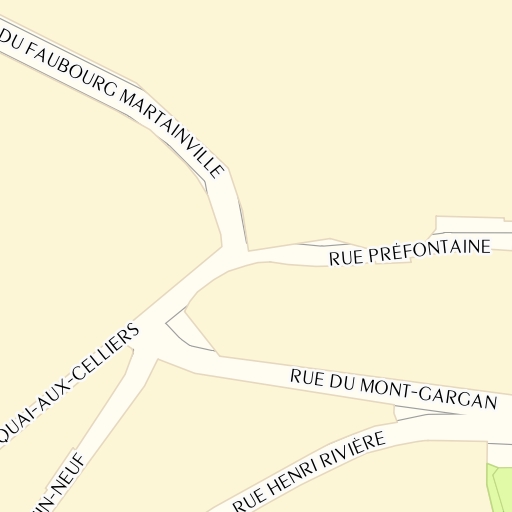 DU FAUBOURG MARTAINVILLE
RUE PRÉFONTAINE
QUAI-AUX-CELLIERS
RUE DU MONT-GARGAN
RUE HENRI RIVIÈRE
IN-NEUF